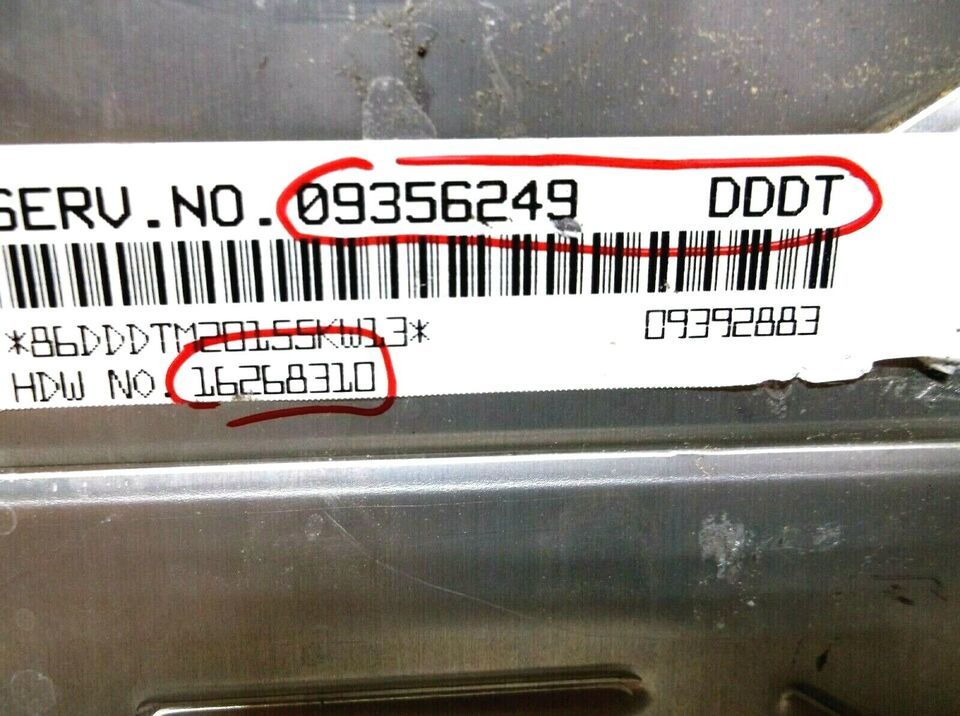 SERV.NO.09356249 DDDT
*86DDDTM20155KW13* 09392883
HDW NO.16268310